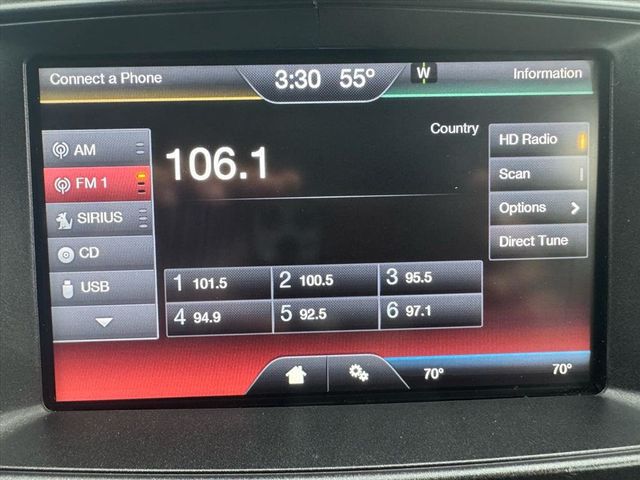 Connect a Phone 3:30 55° W Information
Country
AM
FM 1
SIRIUS
CD
USB
106.1
HD Radio
Scan
Options
Direct Tune
1 101.5 2 100.5 3 95.5
4 94.9 5 92.5 6 97.1
70° 70°